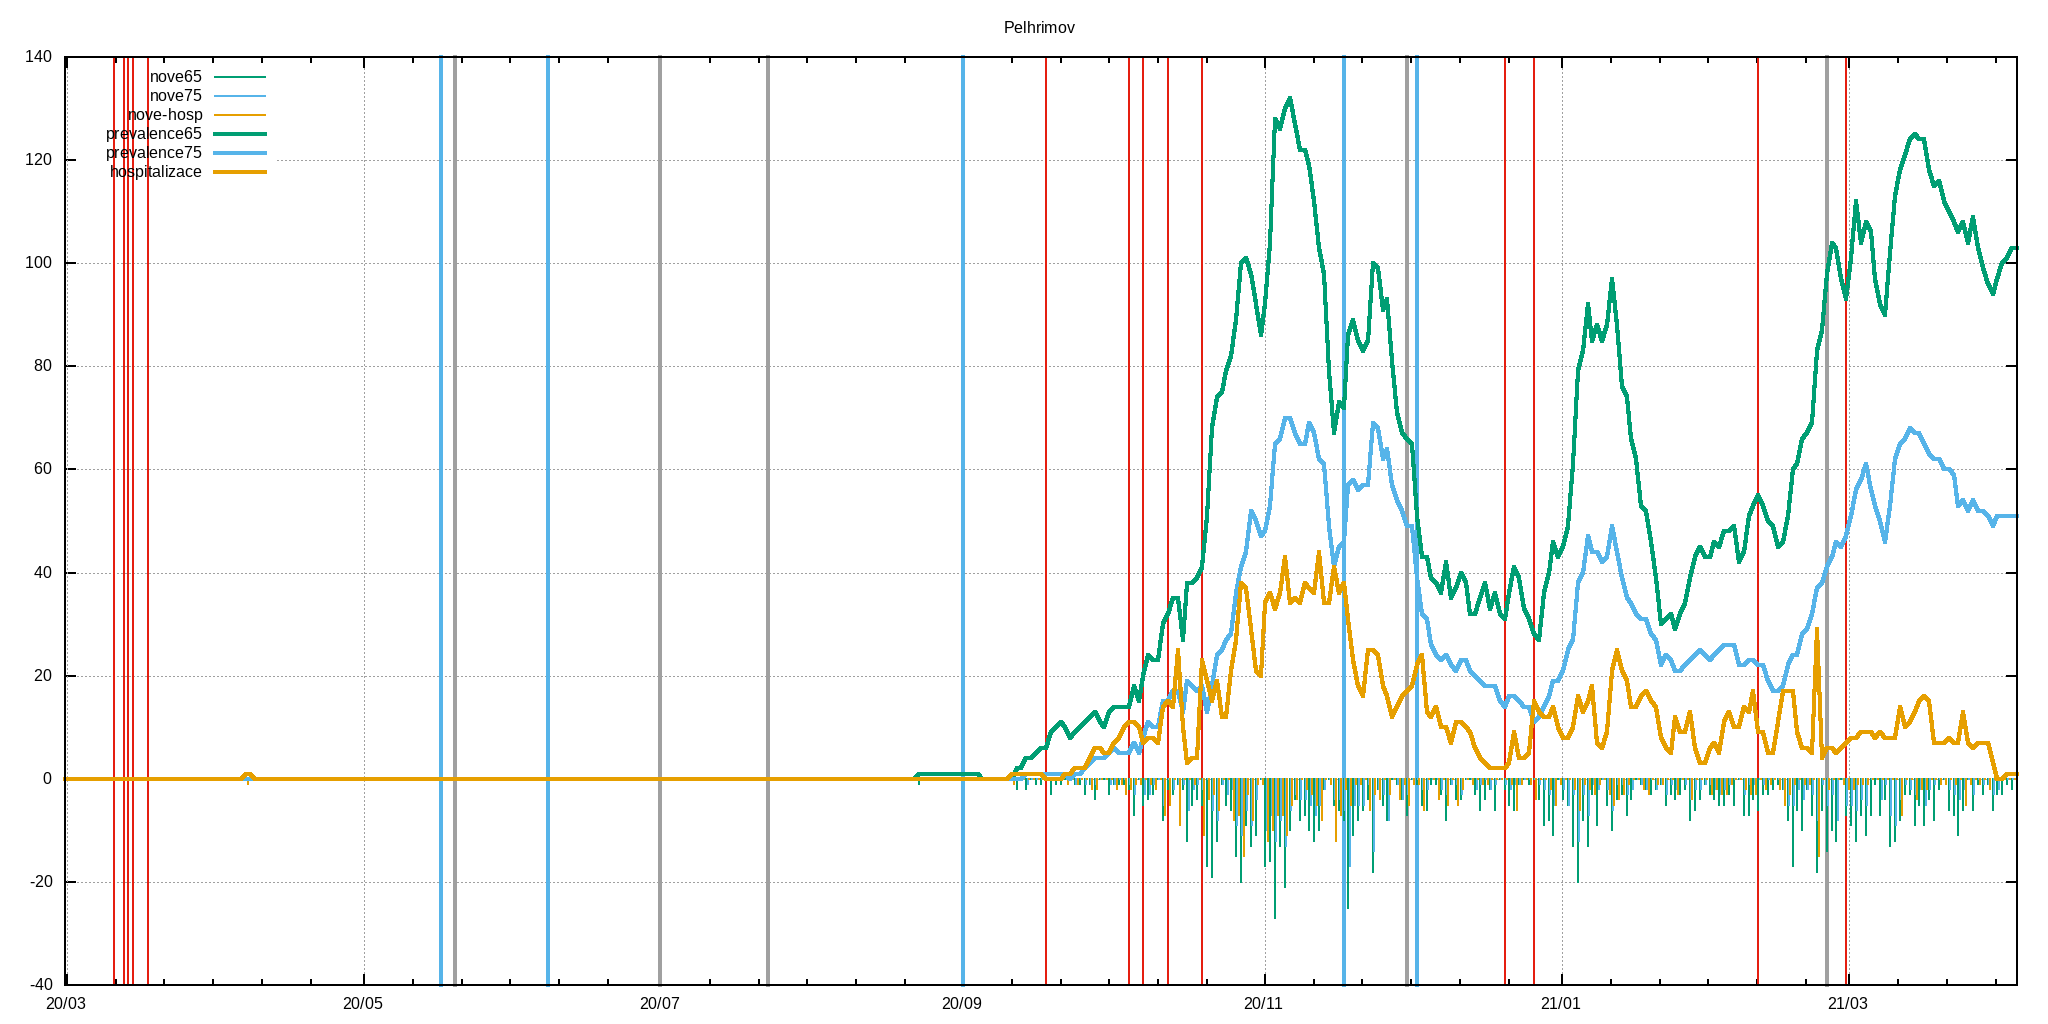 Pelhrimov
140
120
100
80
60
40
20
0
-20
-40
nove65
nove75
nove-hosp
prevalence65
prevalence75
hospitalizace
20/03 20/05 20/07 20/09 20/11 21/01 21/03